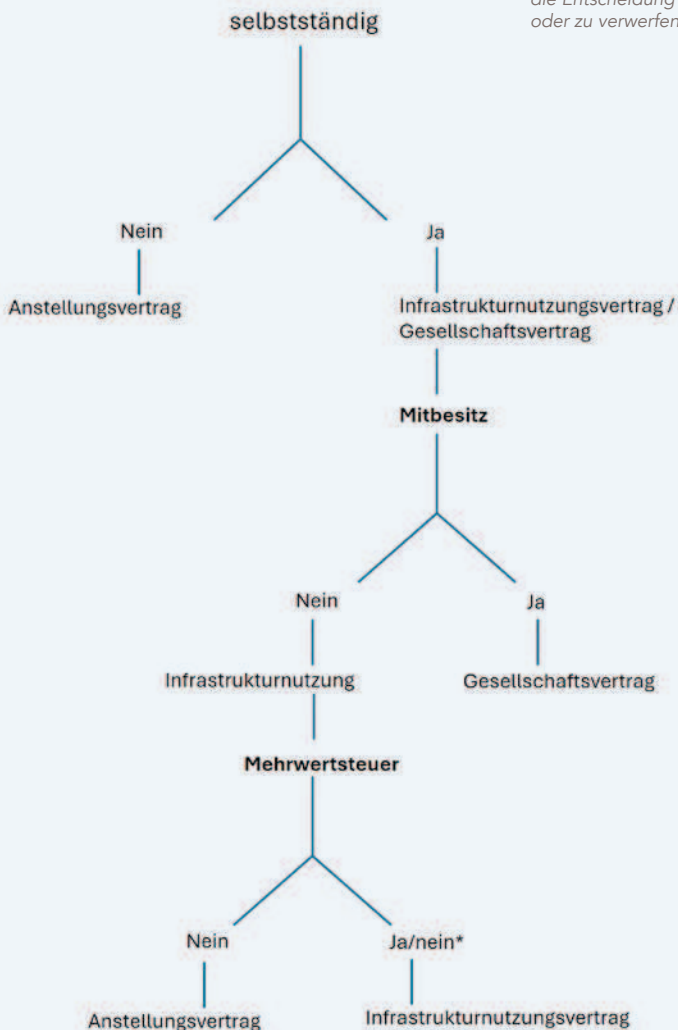 die Entscheidung
oder zu verwerfen
selbstständig
Nein
Ja
Anstellungsvertrag
Infrastrukturnutzungsvertrag /
Gesellschaftsvertrag
Mitbesitz
Nein
Ja
Infrastrukturnutzung
Gesellschaftsvertrag
Mehrwertsteuer
Nein
Ja/nein*
Anstellungsvertrag
Infrastrukturnutzungsvertrag